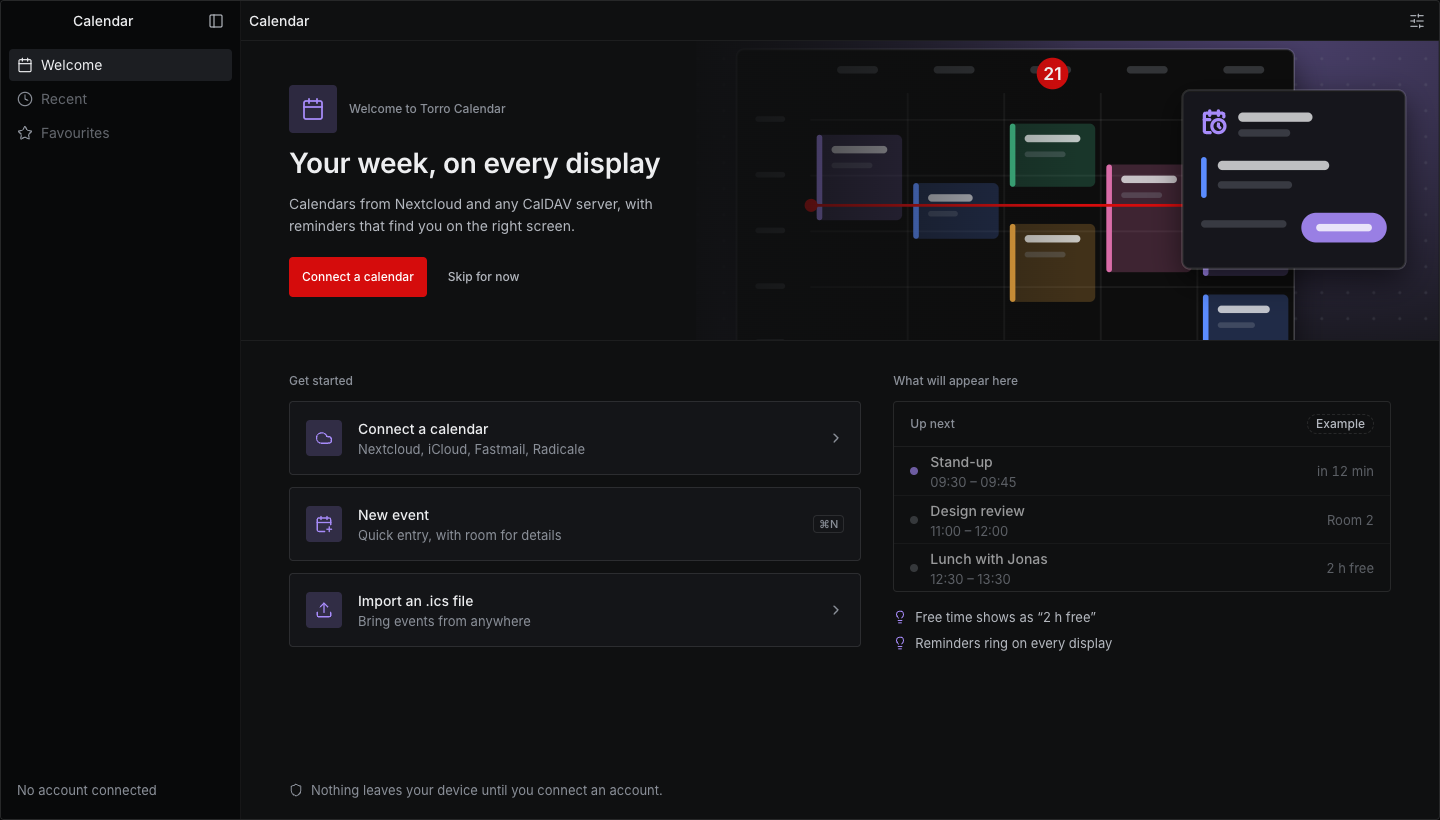 Calendar
Calendar
Welcome
Recent
Favourites
No account connected
Welcome to Torro Calendar
Your week, on every display
Calendars from Nextcloud and any CalDAV server, with
reminders that find you on the right screen.
Connect a calendar
Skip for now
21
Get started
Connect a calendar
Nextcloud, iCloud, Fastmail, Radicale
New event
Quick entry, with room for details
⌘N
Import an .ics file
Bring events from anywhere
What will appear here
Up next
Example
Stand-up
09:30 – 09:45
in 12 min
Design review
11:00 – 12:00
Room 2
Lunch with Jonas
12:30 – 13:30
2 h free
Free time shows as “2 h free”
Reminders ring on every display
Nothing leaves your device until you connect an account.